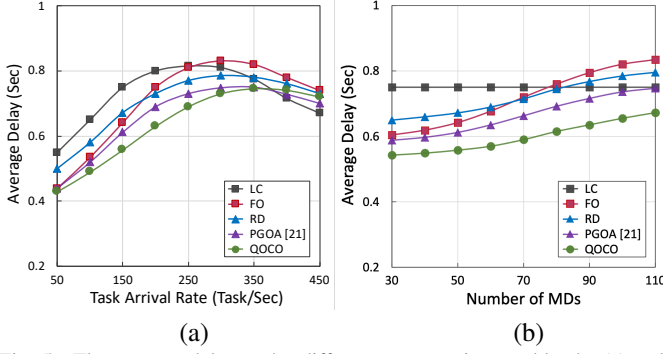 1
0.8
0.6
0.4
0.2
50
150
250
350
450
Average Delay (Sec)
Task Arrival Rate (Task/Sec)
LC
FO
RD
PGOA [21]
QOCO
(a)
1
0.8
0.6
0.4
0.2
30
50
70
90
110
Average Delay (Sec)
Number of MDs
LC
FO
RD
PGOA [21]
QOCO
(b)